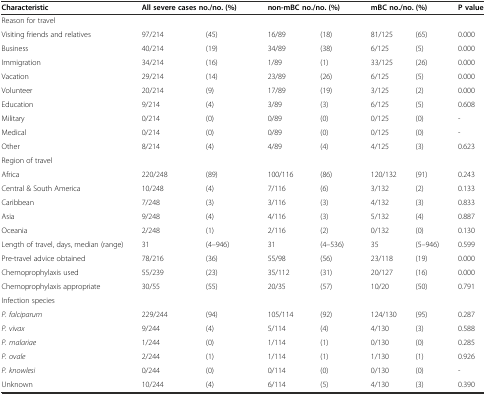 Characteristic All severe cases no./no. (%) non-mBC no./no. (%) mBC no./no. (%) P value
Reason for travel
Visiting friends and relatives 97/214 (45) 16/89 (18) 81/125 (65) 0.000
Business 40/214 (19) 34/89 (38) 6/125 (5) 0.000
Immigration 34/214 (16) 1/89 (1) 33/125 (26) 0.000
Vacation 29/214 (14) 23/89 (26) 6/125 (5) 0.000
Volunteer 20/214 (9) 17/89 (19) 3/125 (2) 0.000
Education 9/214 (4) 3/89 (3) 6/125 (5) 0.608
Military 0/214 (0) 0/89 (0) 0/125 (0) -
Medical 0/214 (0) 0/89 (0) 0/125 (0) -
Other 8/214 (4) 4/89 (4) 4/125 (3) 0.623
Region of travel
Africa 220/248 (89) 100/116 (86) 120/132 (91) 0.243
Central & South America 10/248 (4) 7/116 (6) 3/132 (2) 0.133
Caribbean 7/248 (3) 3/116 (3) 4/132 (3) 0.833
Asia 9/248 (4) 4/116 (3) 5/132 (4) 0.887
Oceania 2/248 (1) 2/116 (2) 0/132 (0) 0.130
Length of travel, days, median (range) 31 (4–946) 31 (4–536) 35 (5–946) 0.599
Pre-travel advice obtained 78/216 (36) 55/98 (56) 23/118 (19) 0.000
Chemoprophylaxis used 55/239 (23) 35/112 (31) 20/127 (16) 0.000
Chemoprophylaxis appropriate 30/55 (55) 20/35 (57) 10/20 (50) 0.791
Infection species
P. falciparum 229/244 (94) 105/114 (92) 124/130 (95) 0.287
P. vivax 9/244 (4) 5/114 (4) 4/130 (3) 0.588
P. malariae 1/244 (0) 1/114 (1) 0/130 (0) 0.285
P. ovale 2/244 (1) 1/114 (1) 1/130 (1) 0.926
P. knowlesi 0/244 (0) 0/114 (0) 0/130 (0) -
Unknown 10/244 (4) 6/114 (5) 4/130 (3) 0.390